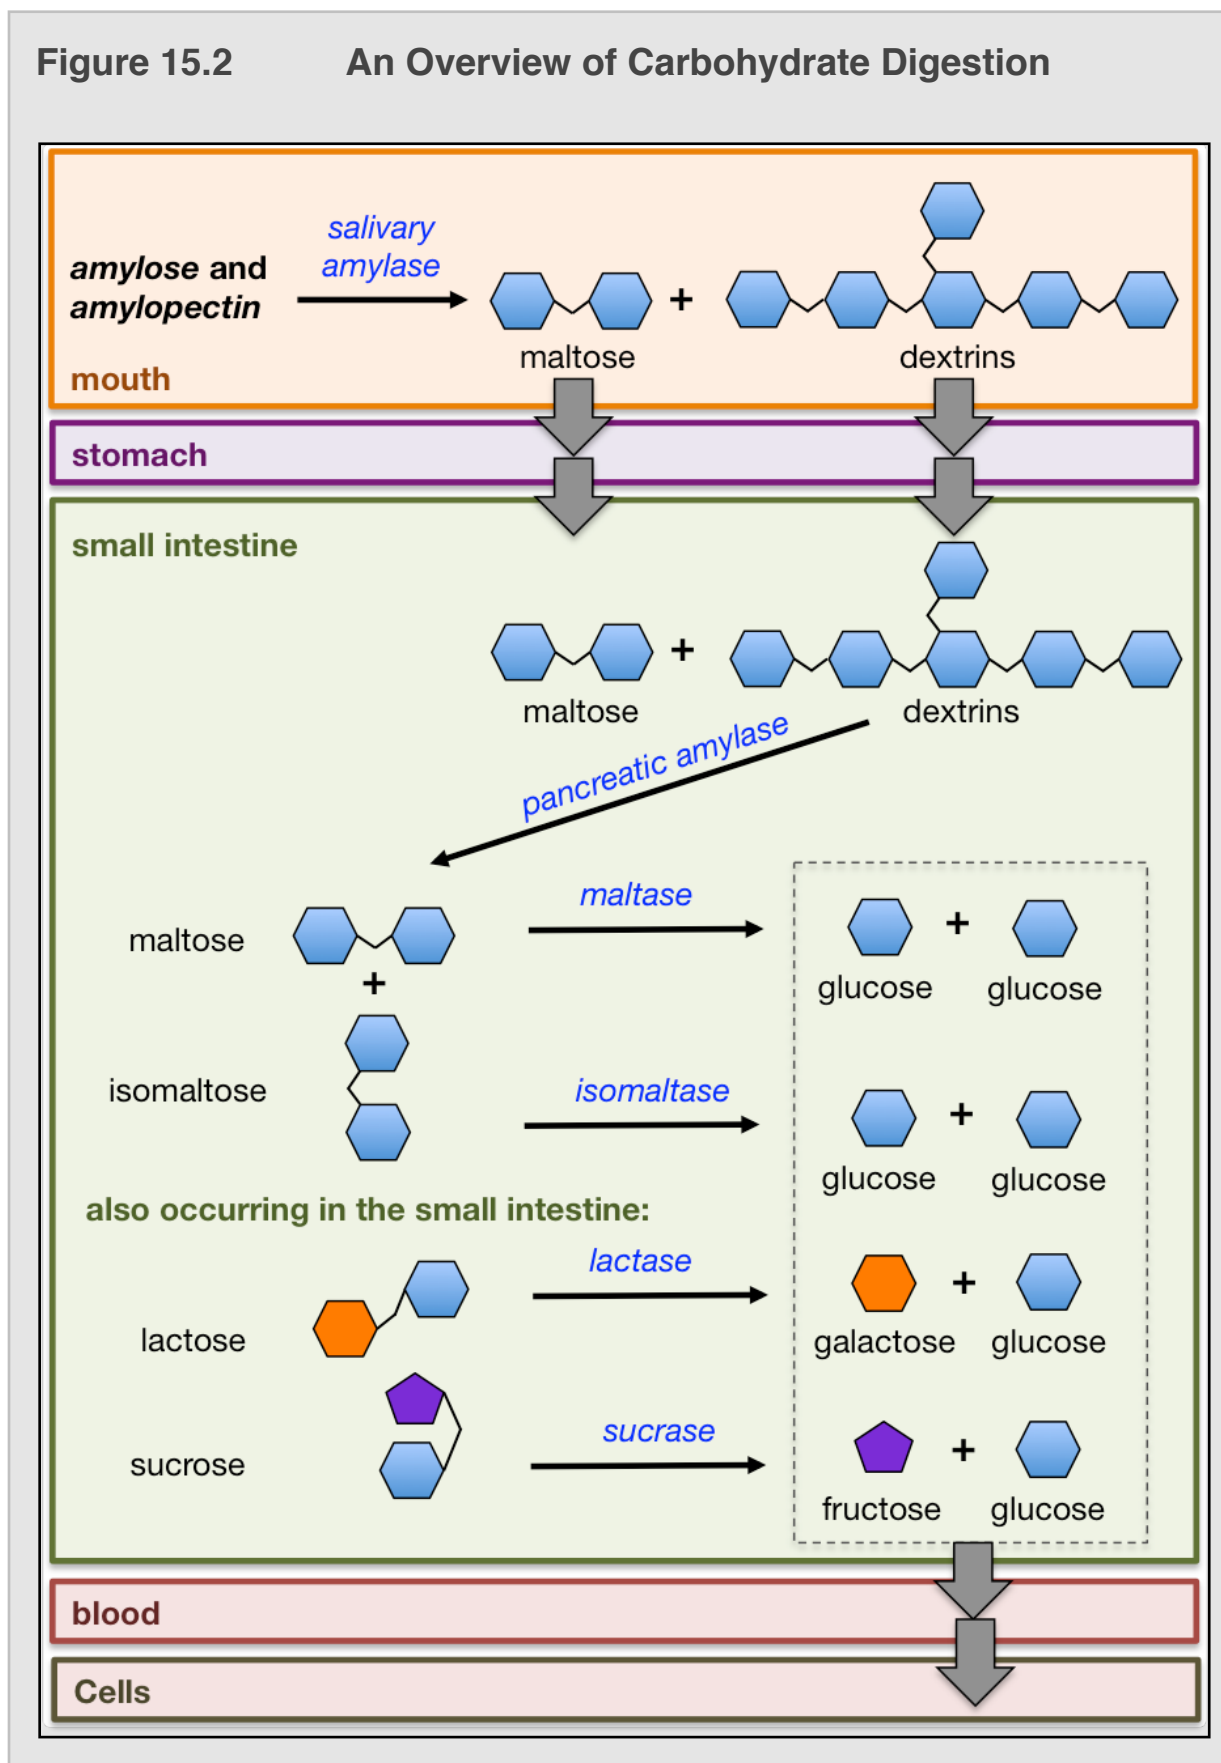 Figure 15.2 An Overview of Carbohydrate Digestion
salivary
amylase
amylose and
amylopectin
+
maltose
dextrins
mouth
stomach
small intestine
+
maltose
dextrins
pancreatic amylase
maltose
maltase
+
glucose
glucose
+
isomaltose
isomaltase
+
glucose
glucose
also occurring in the small intestine:
lactose
lactase
+
galactose
glucose
sucrose
sucrase
+
fructose
glucose
blood
Cells